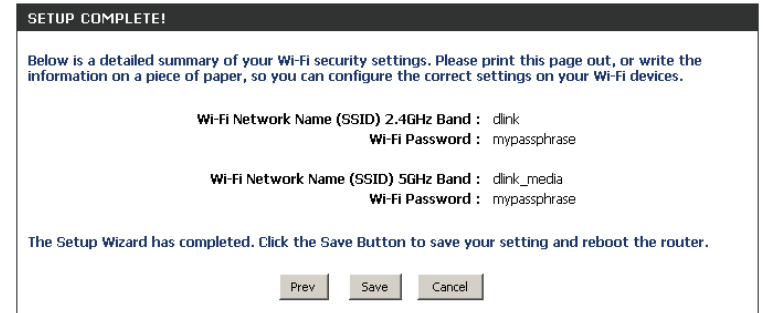 SETUP COMPLETE!
Below is a detailed summary of your Wi-Fi security settings. Please print this page out, or write the
information on a piece of paper, so you can configure the correct settings on your Wi-Fi devices.
Wi-Fi Network Name (SSID) 2.4GHz Band : dlink
Wi-Fi Password : mypassphrase
Wi-Fi Network Name (SSID) 5GHz Band : dlink_media
Wi-Fi Password : mypassphrase
The Setup Wizard has completed. Click the Save Button to save your setting and reboot the router.
Prev Save Cancel